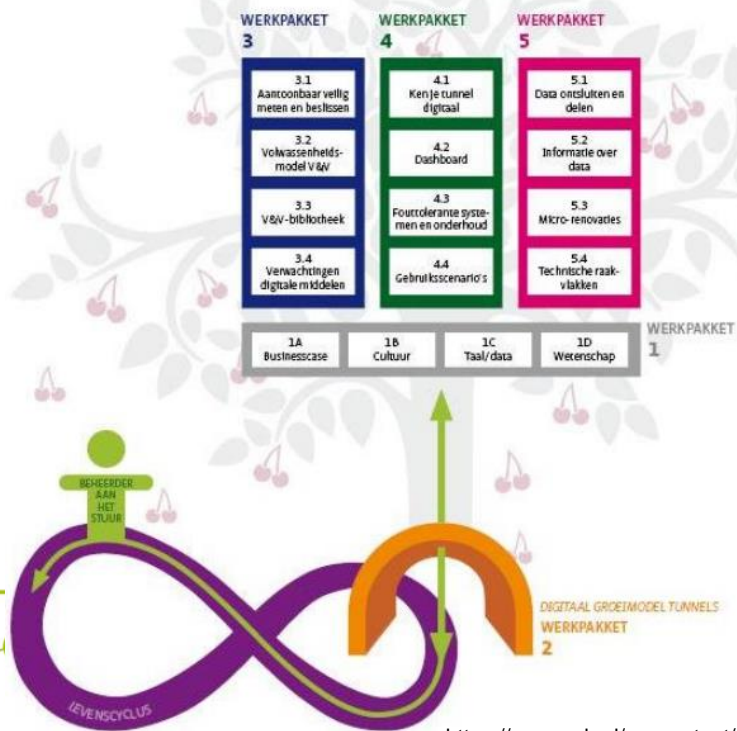 WERKPAKKET
3
3.1
Aantoonbaar veilig
meten en beslissen
3.2
Volwassenheids-
model V&V
3.3
V&V-bibliotheek
3.4
Verwachtingen
digitale middelen
WERKPAKKET
4
4.1
Ken je tunnel
digitaal
4.2
Dashboard
4.3
Fouttolerante syste-
men en onderhoud
4.4
Gebruiksscenario's
WERKPAKKET
5
5.1
Data ontsluiten en
delen
5.2
Informatie over
data
5.3
Micro-renovaties
5.4
Technische raak-
vlakken
WERKPAKKET
1
1A
Businesscase
1B
Cultuur
1C
Taal/data
1D
Wetenschap
BEHEERDER
AAN
HET
STUUR
DIGITAAL GROEIMODEL TUNNELS
WERKPAKKET
2
LEVENSCYCLUS